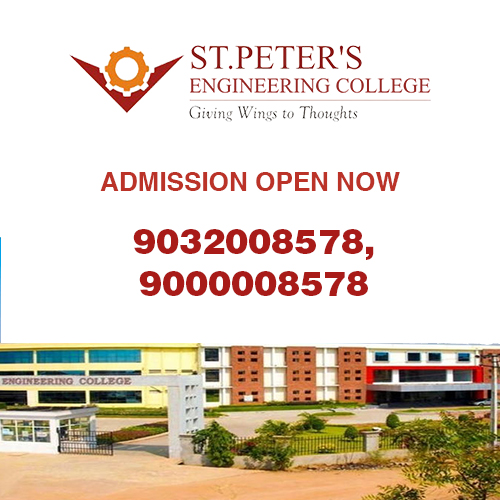 ST.PETER'S
ENGINEERING COLLEGE
Giving Wings to Thoughts
ADMISSION OPEN NOW
9032008578,
9000008578
ENGINEERING COLLEGE